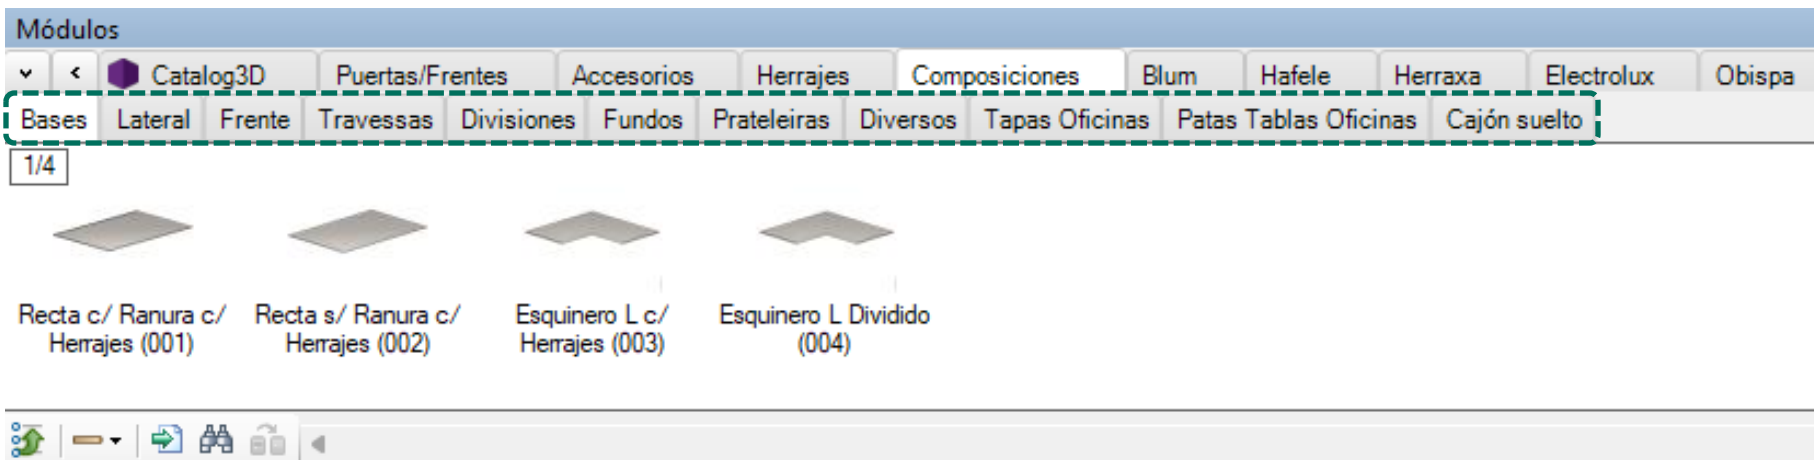 Módulos
Catalog3D Puertas/Frentes Accesorios Herrajes Composiciones Blum Hafele Herraxa Electrolux Obispa
Bases Lateral Frente Travessas Divisiones Fundos Prateleiras Diversos Tapas Oficinas Patas Tablas Oficinas Cajón suelto
1/4
Recta c/ Ranura c/
Herrajes (001)
Recta s/ Ranura c/
Herrajes (002)
Esquinero L c/
Herrajes (003)
Esquinero L Dividido
(004)